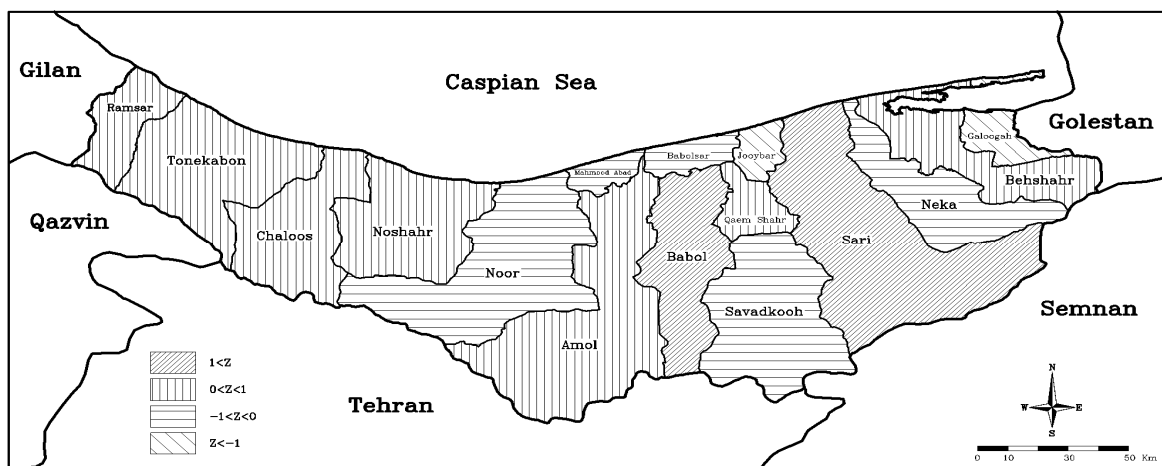 Gilan
Caspian Sea
Golestan
Ramsar
Tonekabon
Mahmood Abad
Babolsar
Jooybar
Galoogah
Behshahr
Qazvin
Chaloos
Noshahr
Qaem Shahr
Neka
Noor
Babol
Sari
Savadkooh
Semnan
Amol
Tehran
1<Z
0<Z<1
-1<Z<0
Z<-1
N
W E
S
0 10 30 50 Km